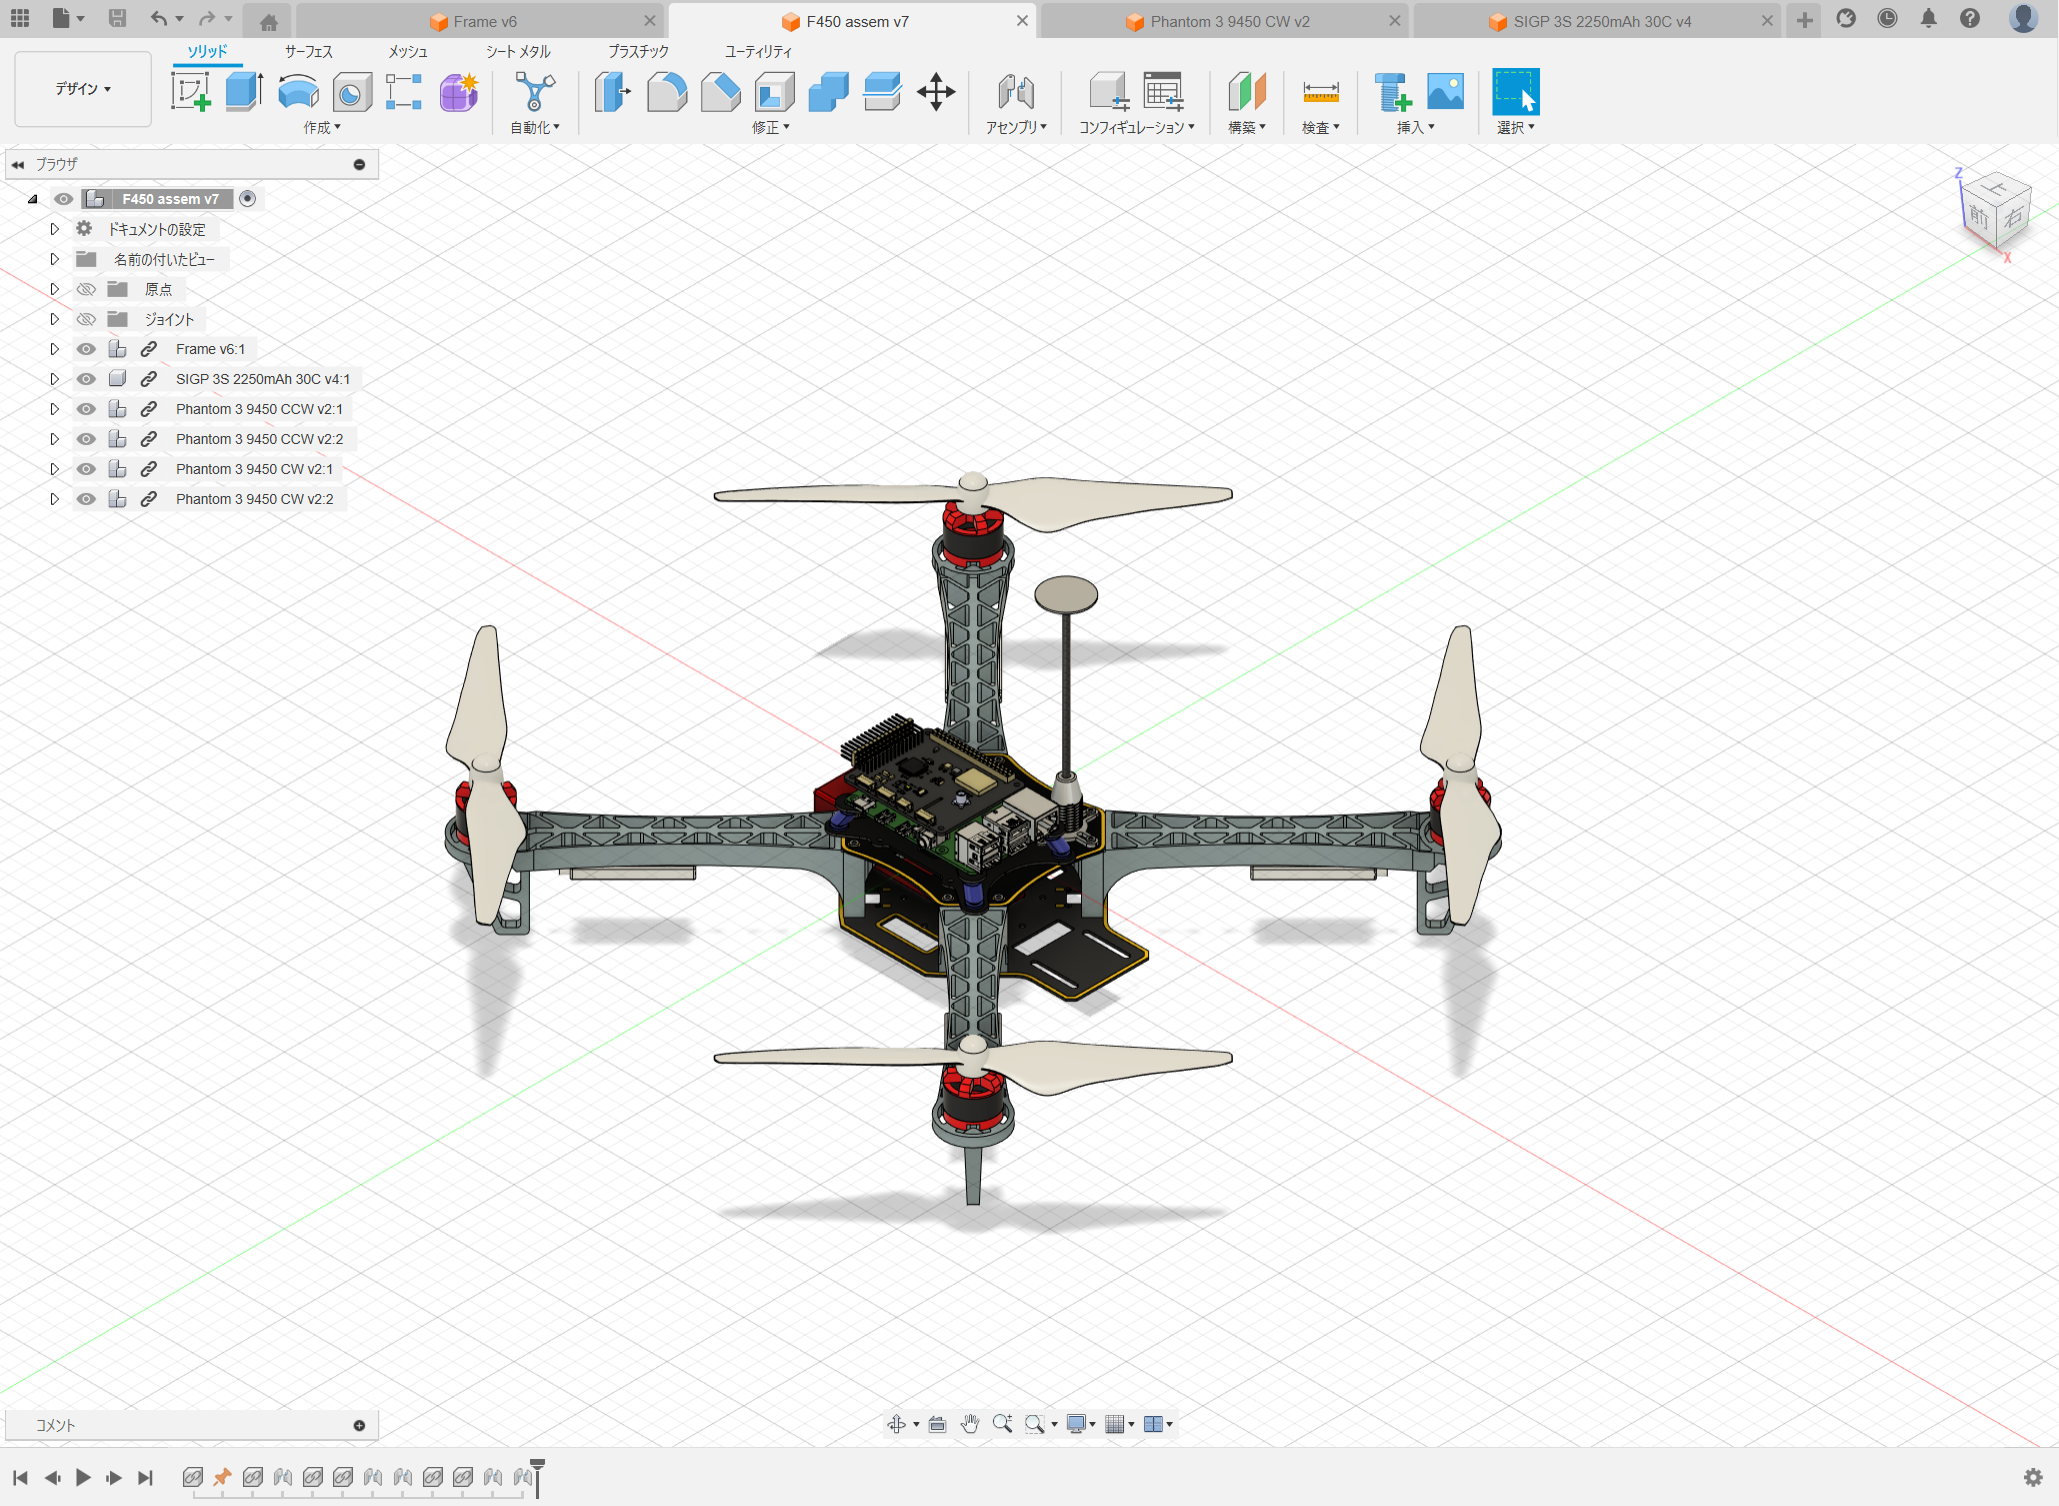 Frame v6
F450 assem v7
Phantom 3 9450 CW v2
SIGP 3S 2250mAh 30C v4
ソリッド
サーフェス
メッシュ
シート メタル
プラスチック
ユーティリティ
デザイン
作成
自動化
修正
アセンブリ
コンフィギュレーション
構築
検査
挿入
選択
ブラウザ
F450 assem v7
ドキュメントの設定
名前の付いたビュー
原点
ジョイント
Frame v6:1
SIGP 3S 2250mAh 30C v4:1
Phantom 3 9450 CCW v2:1
Phantom 3 9450 CCW v2:2
Phantom 3 9450 CW v2:1
Phantom 3 9450 CW v2:2
Z
上
前
右
X
コメント